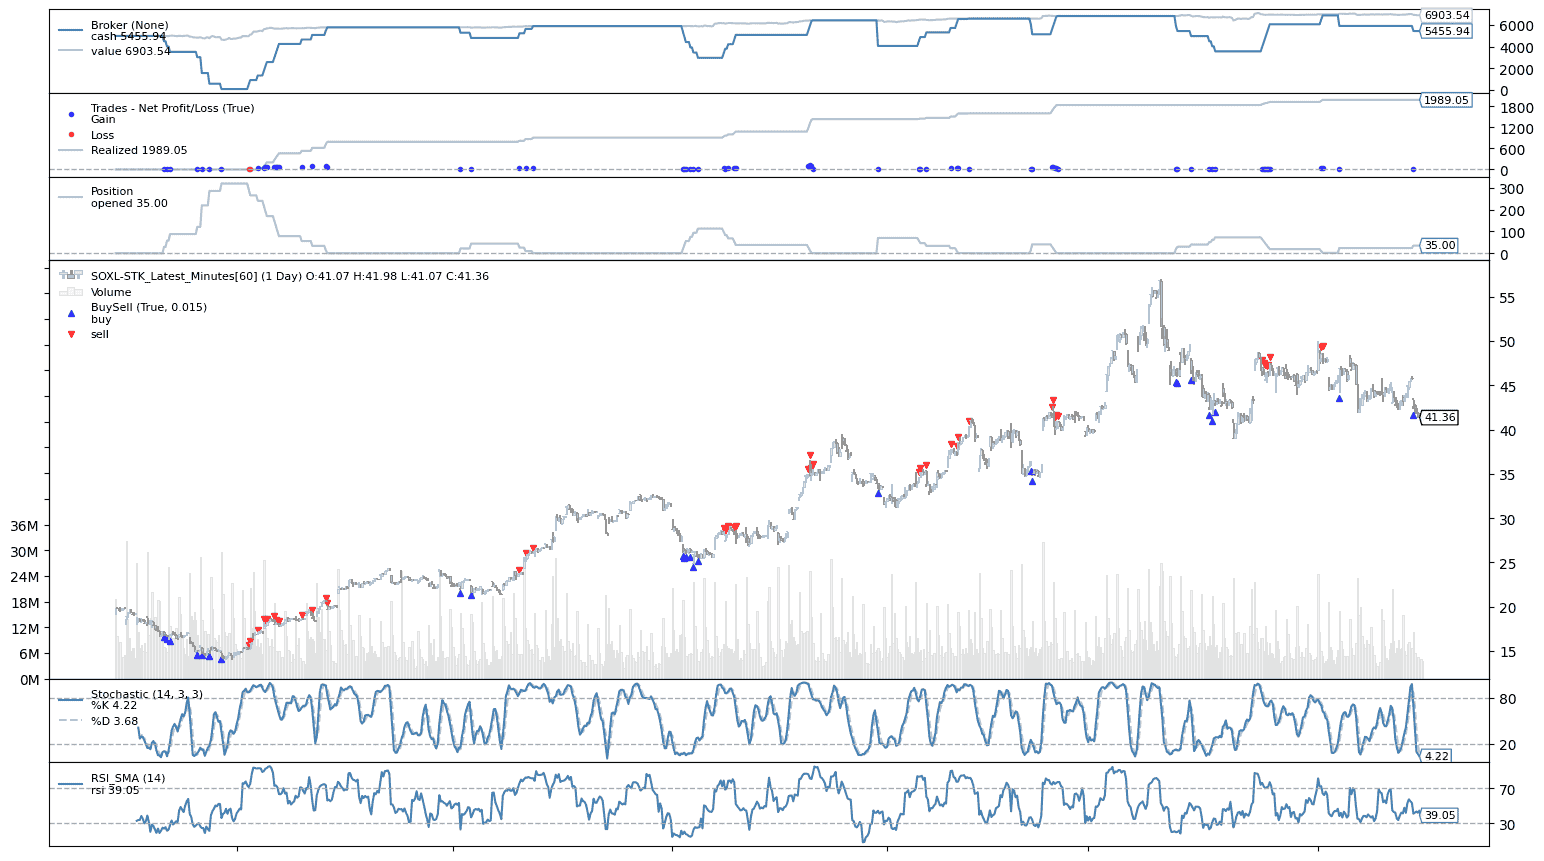 Broker (None)
cash 5455.94
value 6903.54
6903.54
6000
5455.94
4000
2000
0
Trades - Net Profit/Loss (True)
Gain
Loss
Realized 1989.05
1989.05
1800
1200
600
0
Position
opened 35.00
300
200
100
35.00
0
SOXL-STK_Latest_Minutes[60] (1 Day) O:41.07 H:41.98 L:41.07 C:41.36
Volume
BuySell (True, 0.015)
buy
sell
55
50
45
41.36
40
35
30
25
20
15
36M
30M
24M
18M
12M
6M
0M
Stochastic (14, 3, 3)
%K 4.22
%D 3.68
80
20
4.22
RSI_SMA (14)
rsi 39.05
70
39.05
30